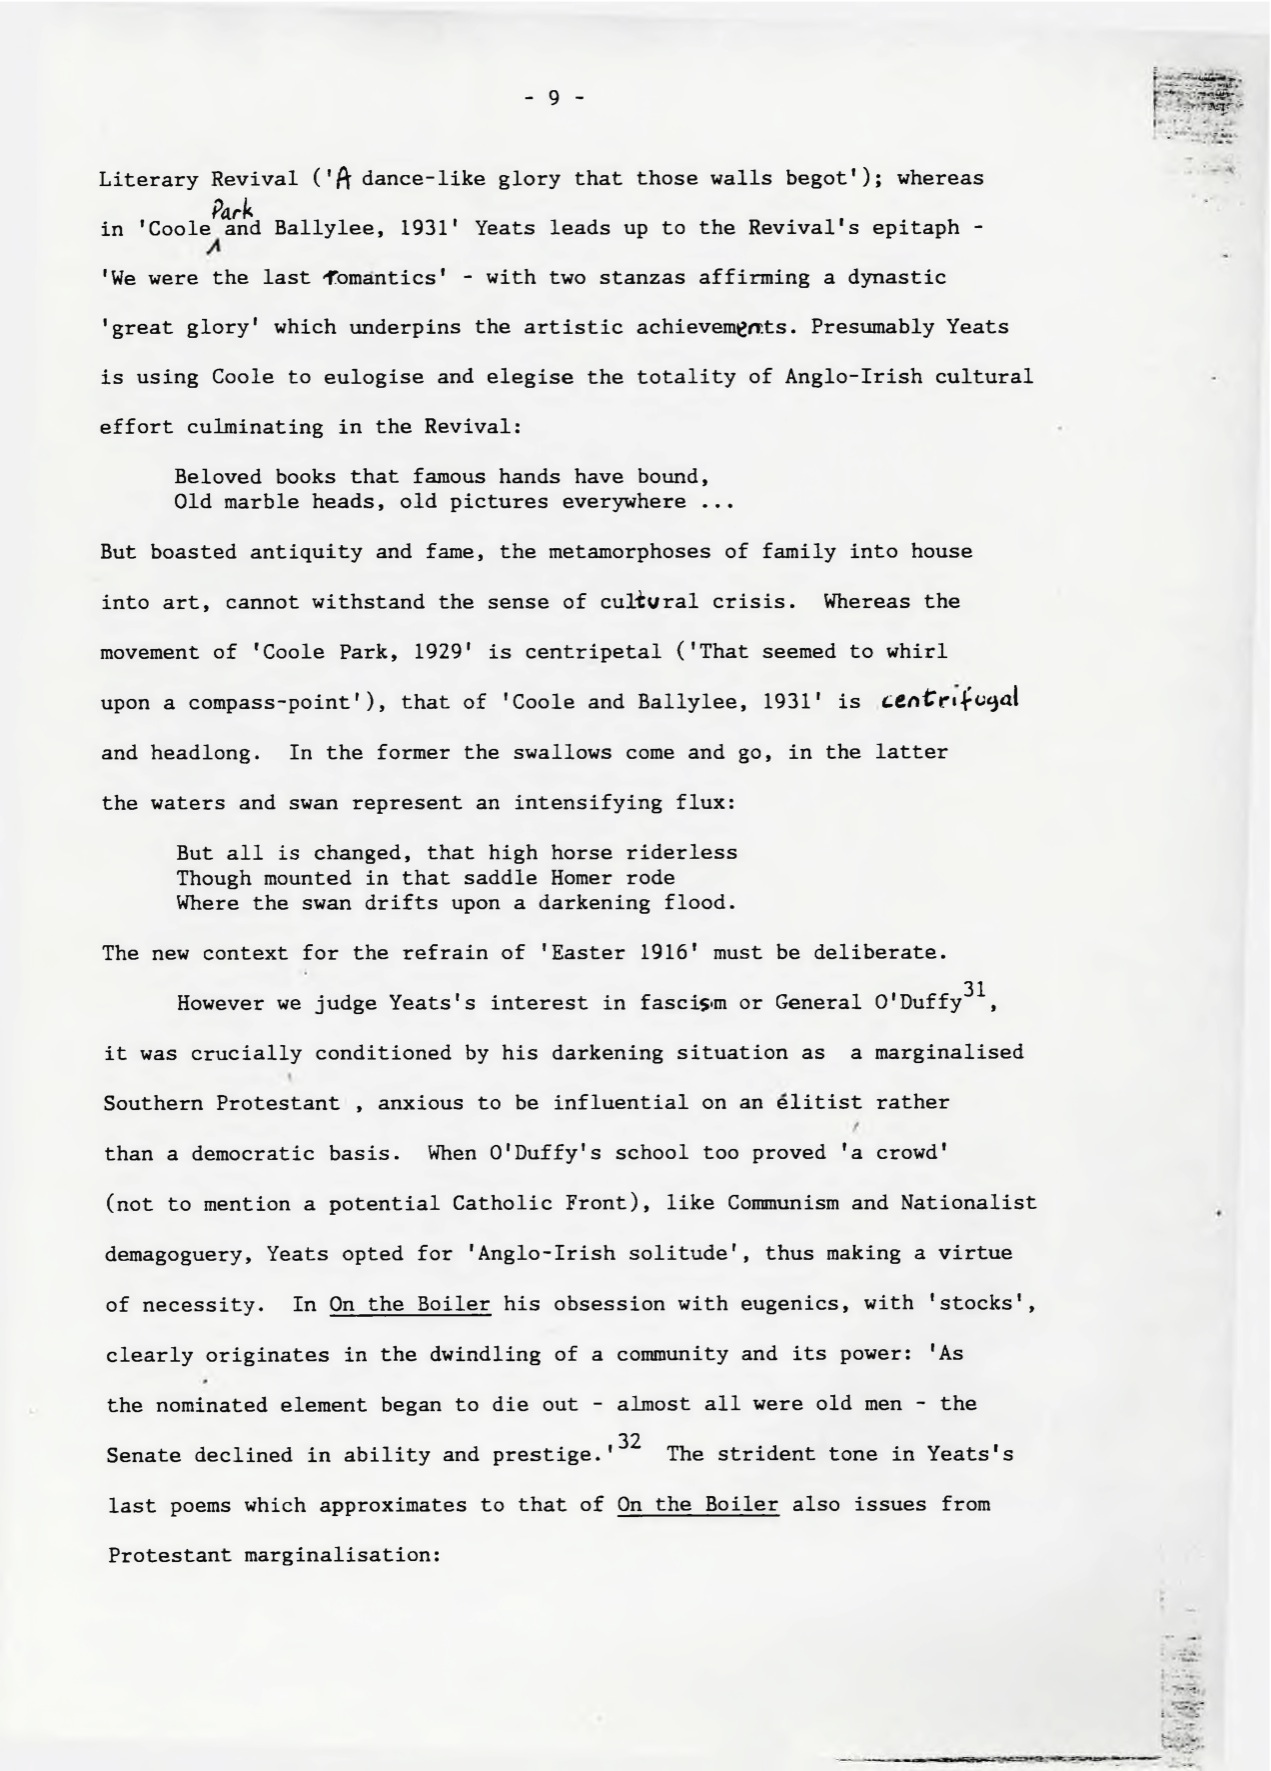 - 9 -
Literary Revival ('A dance-like glory that those walls begot'); whereas
Park
in 'Coole and Ballylee, 1931' Yeats leads up to the Revival's epitaph -
'We were the last romantics' - with two stanzas affirming a dynastic
'great glory' which underpins the artistic achievements. Presumably Yeats
is using Coole to eulogise and elegise the totality of Anglo-Irish cultural
effort culminating in the Revival:
Beloved books that famous hands have bound,
Old marble heads, old pictures everywhere ...
But boasted antiquity and fame, the metamorphoses of family into house
into art, cannot withstand the sense of cultural crisis. Whereas the
movement of 'Coole Park, 1929' is centripetal ('That seemed to whirl
upon a compass-point'), that of 'Coole and Ballylee, 1931' is centrifugal
and headlong. In the former the swallows come and go, in the latter
the waters and swan represent an intensifying flux:
But all is changed, that high horse riderless
Though mounted in that saddle Homer rode
Where the swan drifts upon a darkening flood.
The new context for the refrain of 'Easter 1916' must be deliberate.
However we judge Yeats's interest in fascism or General O'Duffy31,
it was crucially conditioned by his darkening situation as a marginalised
Southern Protestant , anxious to be influential on an élitist rather
than a democratic basis. When O'Duffy's school too proved 'a crowd'
(not to mention a potential Catholic Front), like Communism and Nationalist
demagoguery, Yeats opted for 'Anglo-Irish solitude', thus making a virtue
of necessity. In On the Boiler his obsession with eugenics, with 'stocks',
clearly originates in the dwindling of a community and its power: 'As
the nominated element began to die out - almost all were old men - the
Senate declined in ability and prestige.'32 The strident tone in Yeats's
last poems which approximates to that of On the Boiler also issues from
Protestant marginalisation: